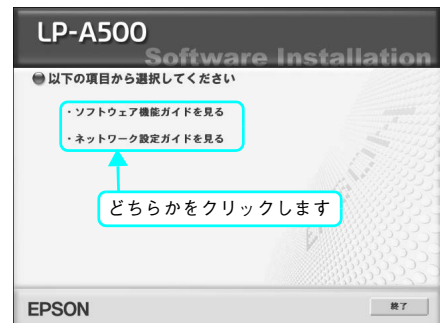 LP-A500
Software Installation
以下の項目から選択してください
・ソフトウェア機能ガイドを見る
・ネットワーク設定ガイドを見る
どちらかをクリックします
EPSON
EPSON
終了